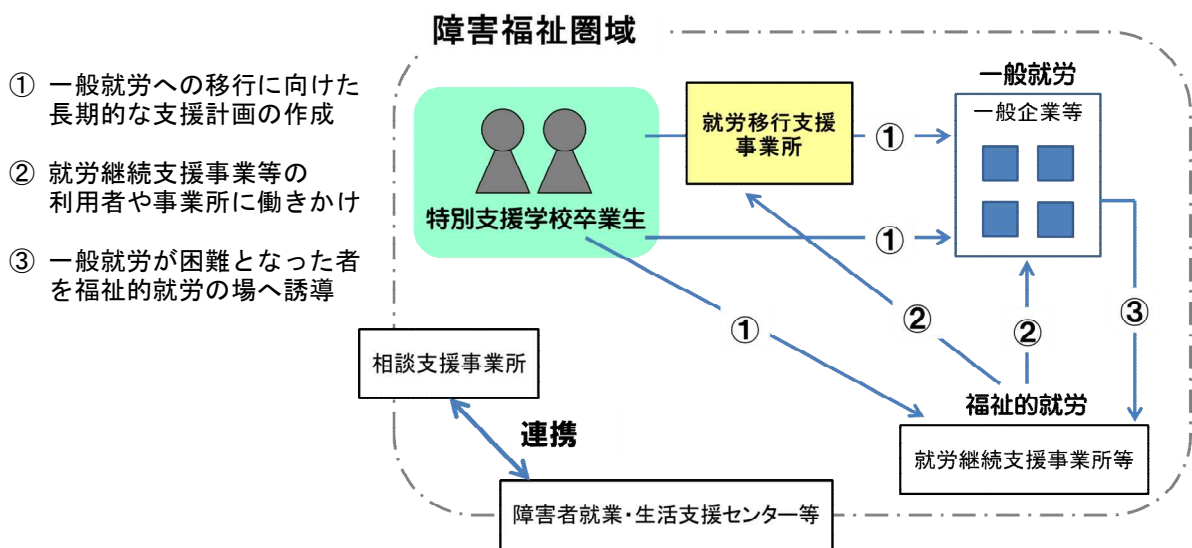 障害福祉圏域
① 一般就労への移行に向けた
長期的な支援計画の作成
② 就労継続支援事業等の
利用者や事業所に働きかけ
③ 一般就労が困難となった者
を福祉的就労の場へ誘導
特別支援学校卒業生
就労移行支援
事業所
一般就労
一般企業等
①
①
①
②
②
③
相談支援事業所
連携
障害者就業・生活支援センター等
福祉的就労
就労継続支援事業所等